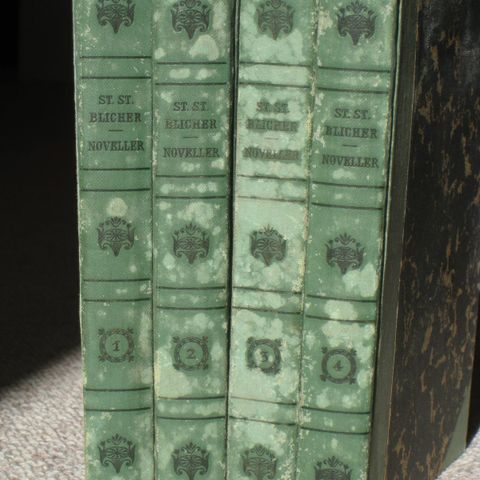 ST. ST.
BLICHER
NOVELLER
1
ST. ST.
BLICHER
NOVELLER
2
ST. ST.
BLICHER
NOVELLER
3
ST. ST.
BLICHER
NOVELLER
4